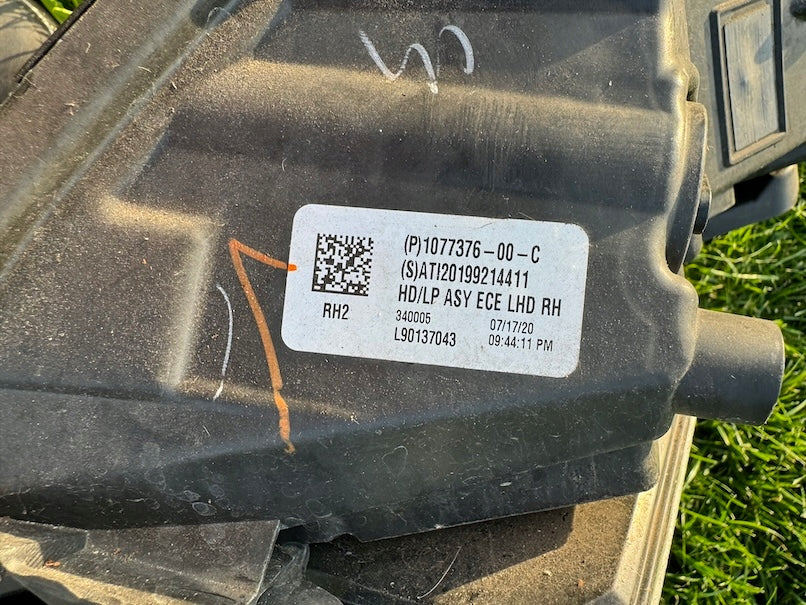 (P)1077376-00-C
(S)ATI20199214411
HD/LP ASY ECE LHD RH
RH2
340005 07/17/20
L90137043 09:44:11 PM